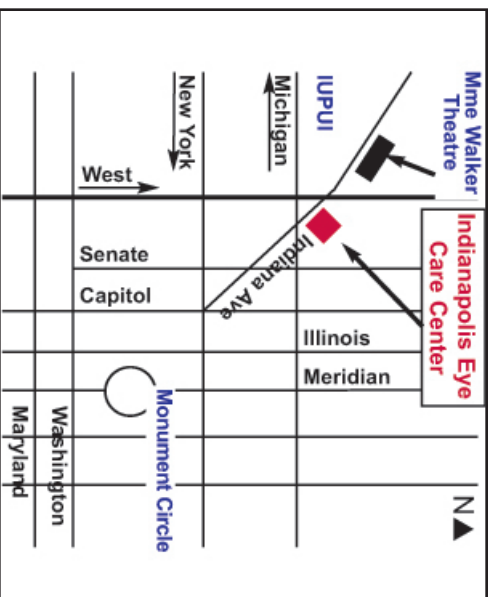 Mme Walker
Theatre
IUPUI
Michigan
New York
West
Indianapolis Eye
Care Center
Indiana Ave
Senate
Capitol
Illinois
Meridian
Monument Circle
Washington
Maryland
N